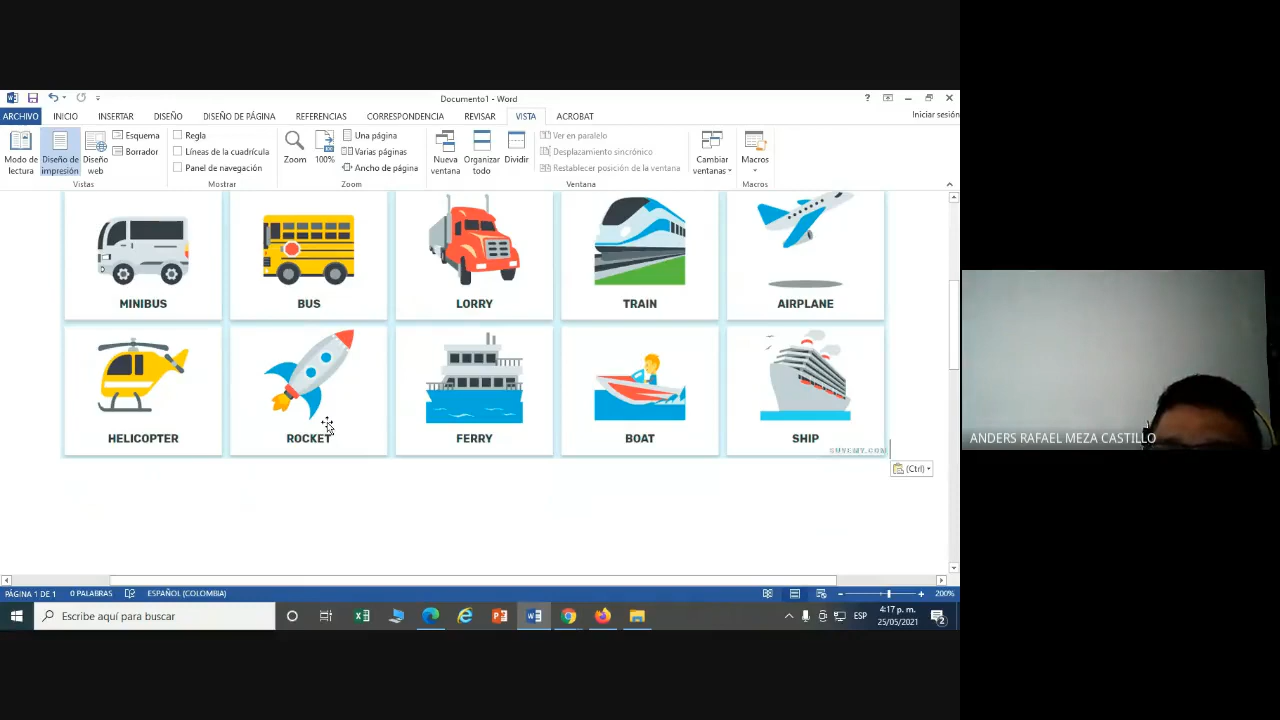 Documento1 - Word
?
Iniciar sesión
ARCHIVO INICIO INSERTAR DISEÑO DISEÑO DE PÁGINA REFERENCIAS CORRESPONDENCIA REVISAR VISTA ACROBAT
Modo de lectura
Diseño de impresión
Diseño web
Esquema
Borrador
Vistas
Regla
Líneas de la cuadrícula
Panel de navegación
Mostrar
Zoom
100%
Una página
Varias páginas
Ancho de página
Zoom
Nueva ventana
Organizar todo
Dividir
Ver en paralelo
Desplazamiento sincrónico
Restablecer posición de la ventana
Ventana
Cambiar ventanas
Macros
Macros
MINIBUS BUS LORRY TRAIN AIRPLANE
HELICOPTER ROCKET FERRY BOAT SHIP
(Ctrl)
ANDERS RAFAEL MEZA CASTILLO
PÁGINA 1 DE 1 0 PALABRAS ESPAÑOL (COLOMBIA) 200%
Escribe aquí para buscar
ESP
4:17 p. m.
25/05/2021
2